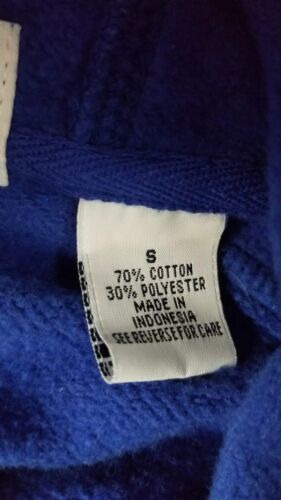 S
70% COTTON
30% POLYESTER
MADE IN
INDONESIA
SEE REVERSE FOR CARE